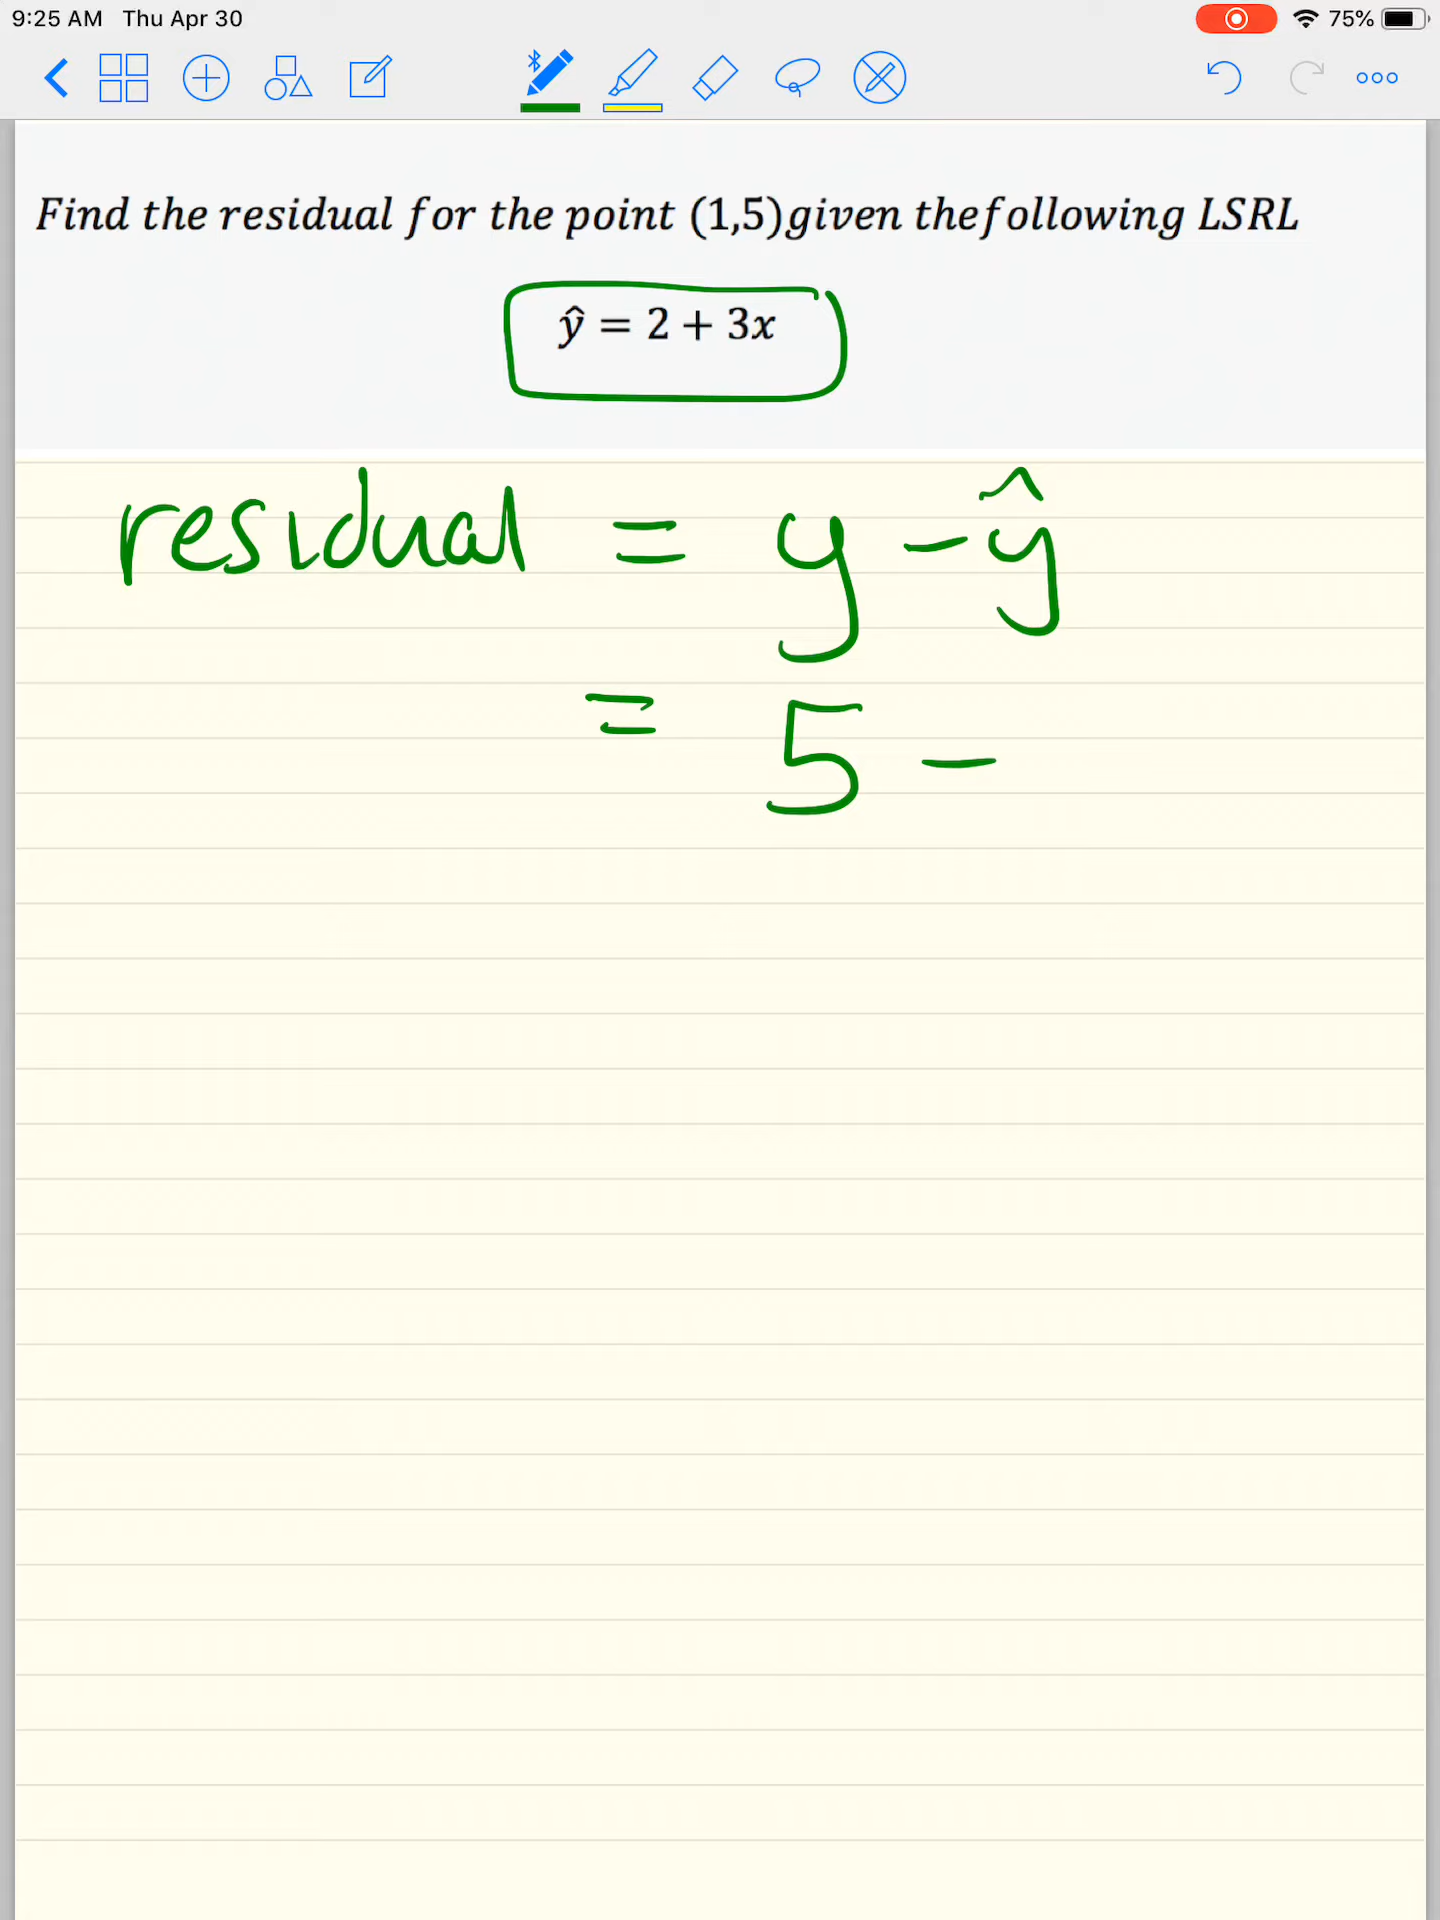 9:25 AM Thu Apr 30 75%
Find the residual for the point (1,5)given thefollowing LSRL
ŷ = 2 + 3x
residual = y - ŷ
= 5 -